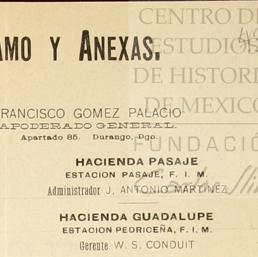 CENTRO DE
ESTUDIOS
DE HISTORIA
DE MEXICO
FUNDACIÓN
AMO Y ANEXAS.
FRANCISCO GOMEZ PALACIO
APODERADO GENERAL.
Apartado 85. Durango, Dgo.
HACIENDA PASAJE
ESTACION PASAJE, F. I. M.
Administrador J. ANTONIO MARTINEZ
HACIENDA GUADALUPE
ESTACION PEDRICEÑA, F. I. M.
Gerente W. S. CONDUIT